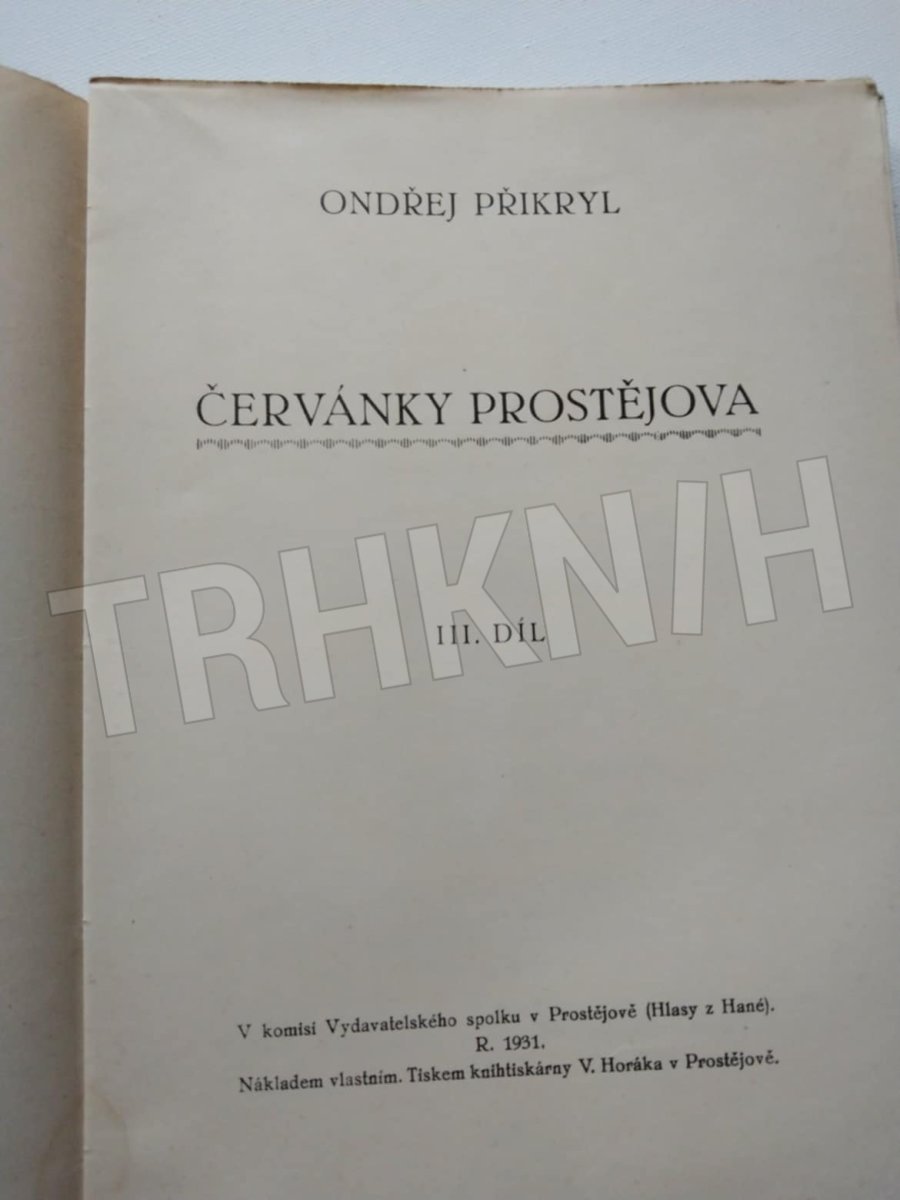 ONDŘEJ PŘIKRYL
ČERVÁNKY PROSTĚJOVA
TRHKNIH
III. DÍL
V komisi Vydavatelského spolku v Prostějově (Hlasy z Hané).
R. 1931.
Nákladem vlastním. Tiskem knihtiskárny V. Horáka v Prostějově.